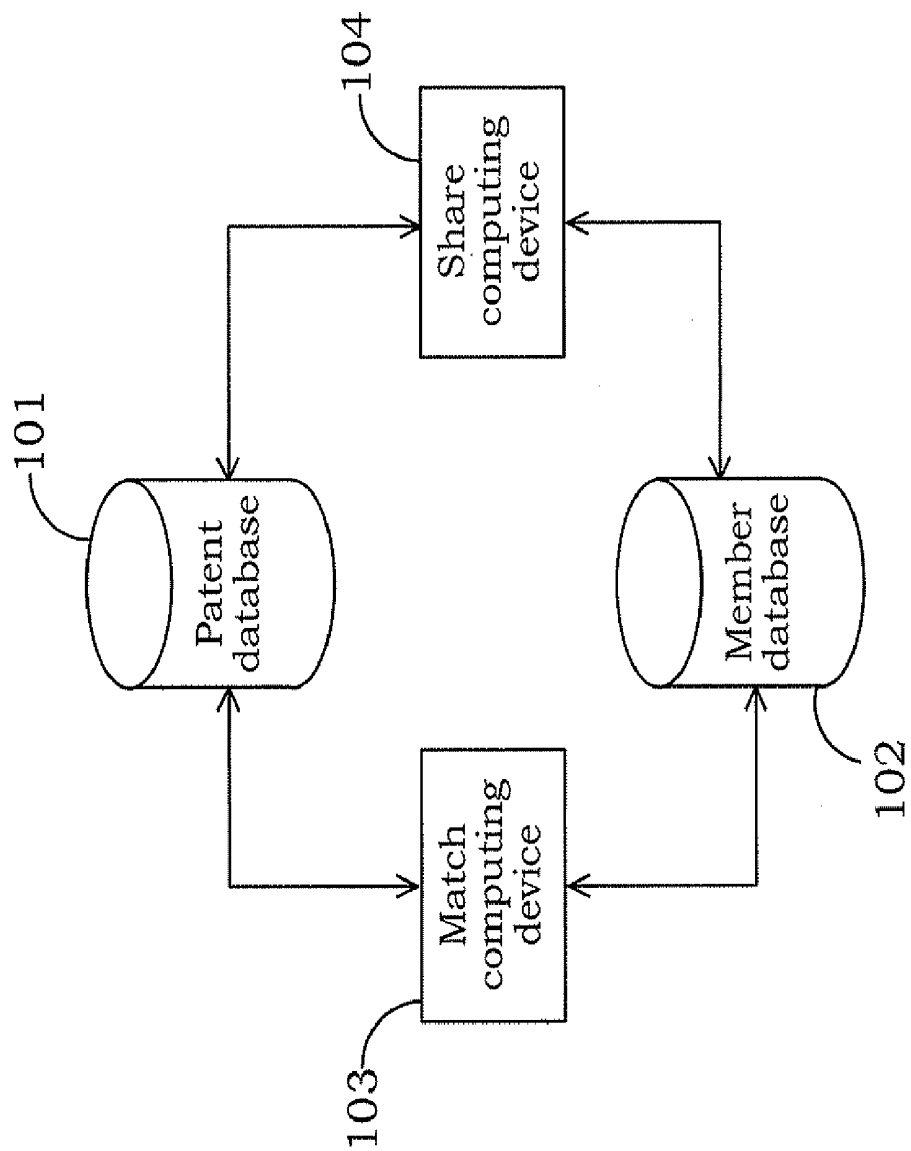 101
Patent
database
103
Match
computing
device
104
Share
computing
device
Member
database
102